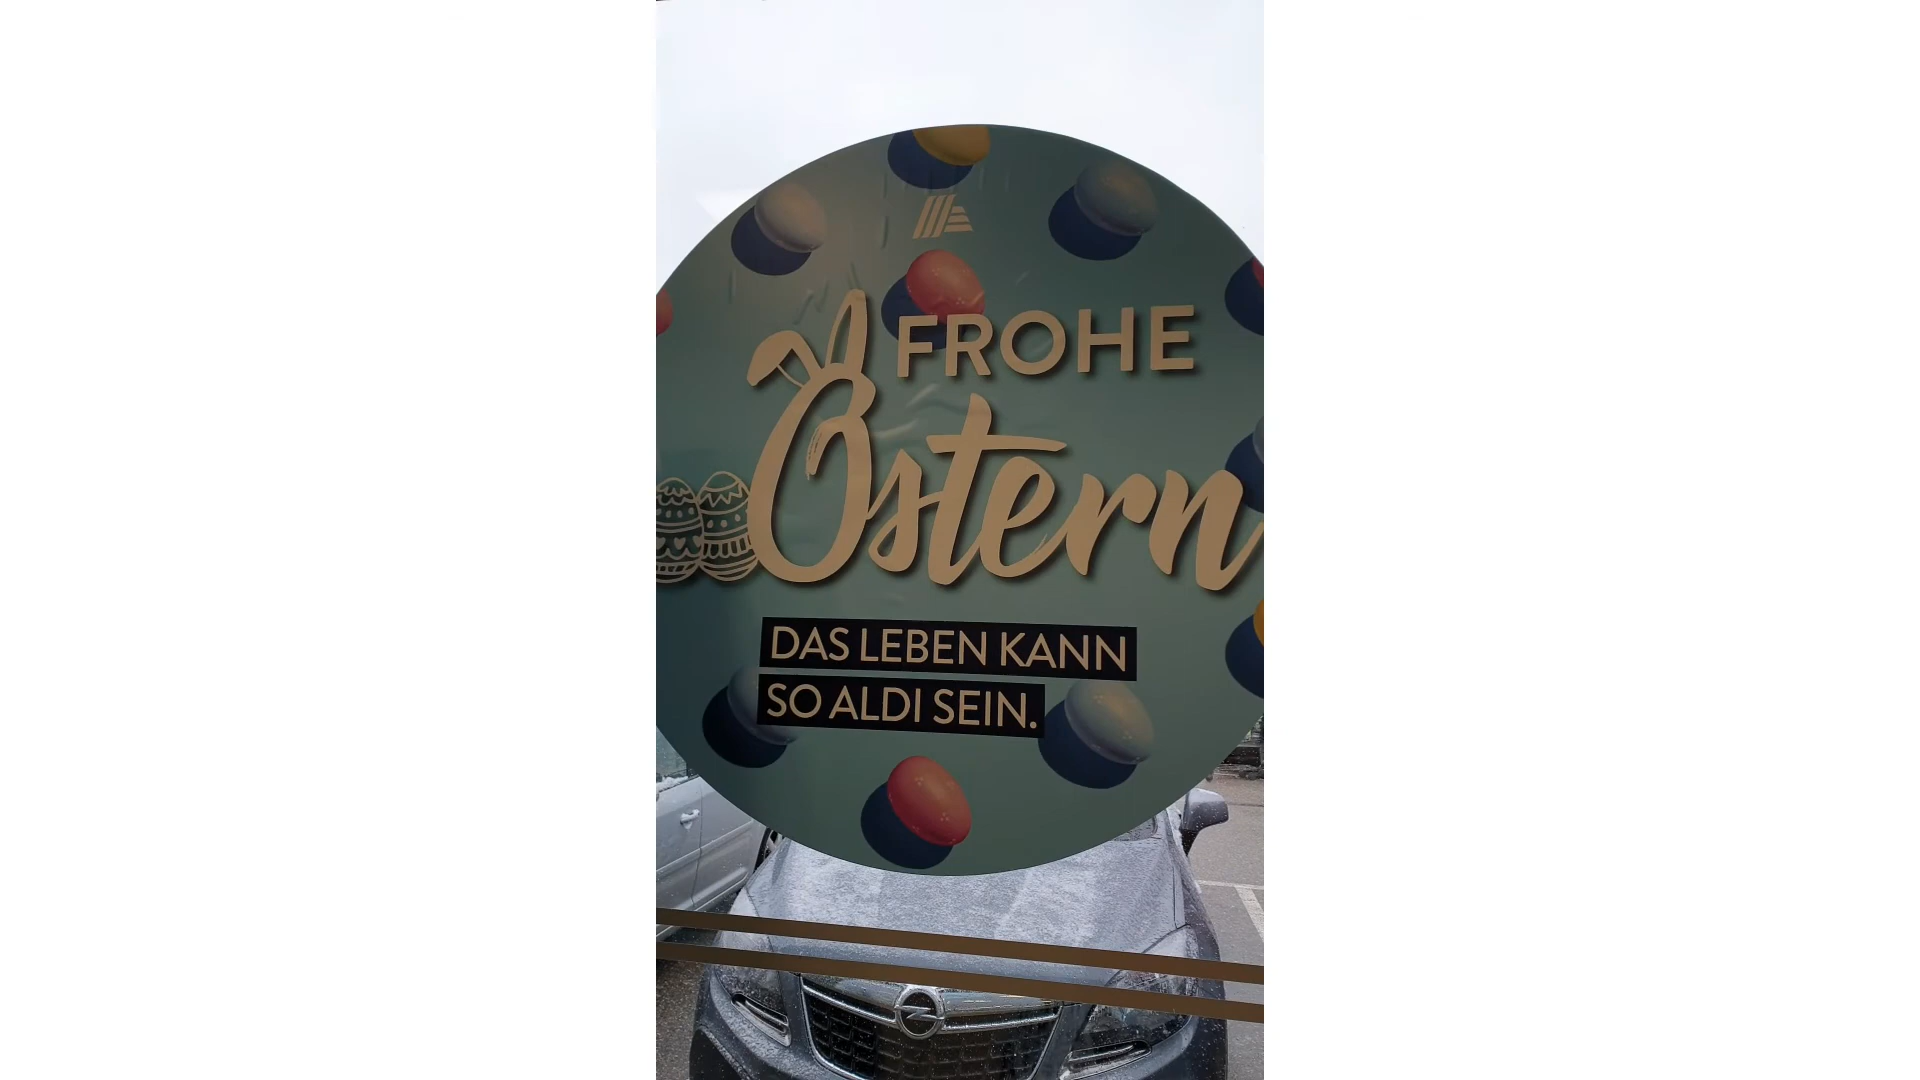 FROHE
Ostern
DAS LEBEN KANN
SO ALDI SEIN.